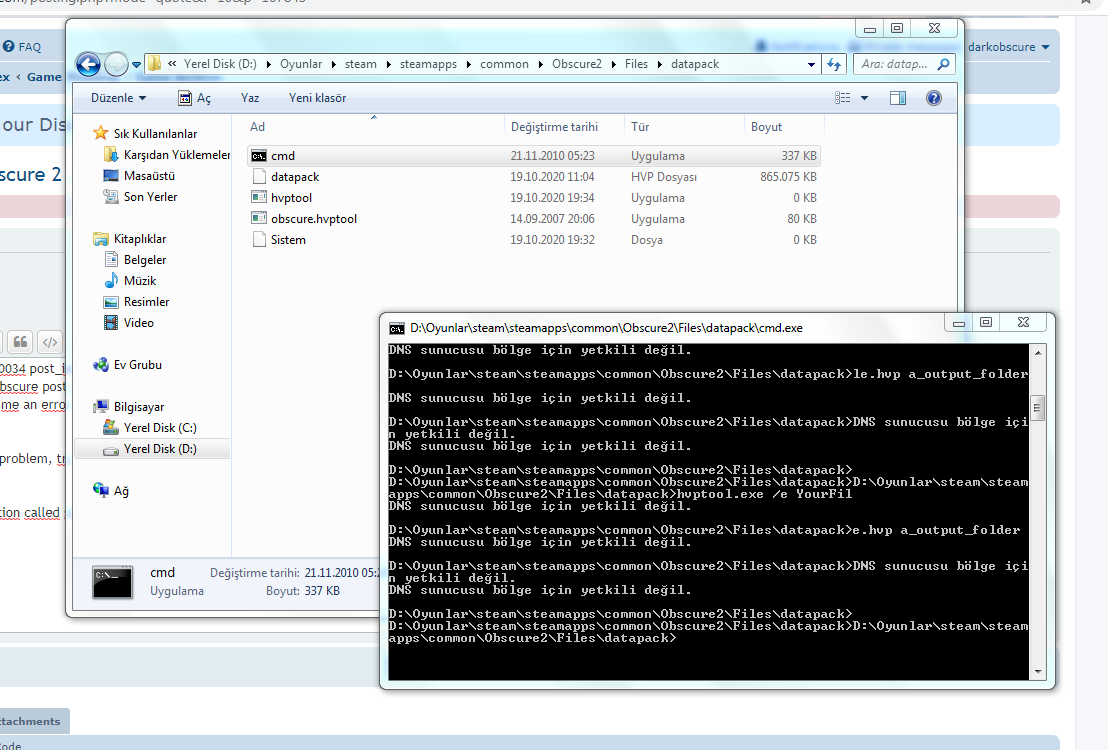 FAQ
darkobscure
« Yerel Disk (D:) Oyunlar steam steamapps common Obscure2 Files datapack
Ara: datap...
ex ‹ Game
Düzenle Aç Yaz Yeni klasör
our Dis
scure 2
Sık Kullanılanlar
Karşıdan Yüklemeler
Masaüstü
Son Yerler
Kitaplıklar
Belgeler
Müzik
Resimler
Video
Ev Grubu
Bilgisayar
Yerel Disk (C:)
Yerel Disk (D:)
Ağ
Ad Değiştirme tarihi Tür Boyut
cmd 21.11.2010 05:23 Uygulama 337 KB
datapack 19.10.2020 11:04 HVP Dosyası 865.075 KB
hvptool 19.10.2020 19:34 Uygulama 0 KB
obscure.hvptool 14.09.2007 20:06 Uygulama 80 KB
Sistem 19.10.2020 19:32 Dosya 0 KB
0034 post_i
bscure post
me an erro
problem, tr
tion called
cmd Değiştirme tarihi: 21.11.2010 05:2
Uygulama Boyut: 337 KB
D:\Oyunlar\steam\steamapps\common\Obscure2\Files\datapack\cmd.exe
DNS sunucusu bölge için yetkili değil.
D:\Oyunlar\steam\steamapps\common\Obscure2\Files\datapack>le.hvp a_output_folder
DNS sunucusu bölge için yetkili değil.
D:\Oyunlar\steam\steamapps\common\Obscure2\Files\datapack>DNS sunucusu bölge içi
n yetkili değil.
DNS sunucusu bölge için yetkili değil.
D:\Oyunlar\steam\steamapps\common\Obscure2\Files\datapack>
D:\Oyunlar\steam\steamapps\common\Obscure2\Files\datapack>D:\Oyunlar\steam\steam
apps\common\Obscure2\Files\datapack>hvptool.exe /e YourFil
DNS sunucusu bölge için yetkili değil.
D:\Oyunlar\steam\steamapps\common\Obscure2\Files\datapack>e.hvp a_output_folder
DNS sunucusu bölge için yetkili değil.
D:\Oyunlar\steam\steamapps\common\Obscure2\Files\datapack>DNS sunucusu bölge içi
n yetkili değil.
DNS sunucusu bölge için yetkili değil.
D:\Oyunlar\steam\steamapps\common\Obscure2\Files\datapack>
D:\Oyunlar\steam\steamapps\common\Obscure2\Files\datapack>D:\Oyunlar\steam\steam
apps\common\Obscure2\Files\datapack>
ttachments
Code